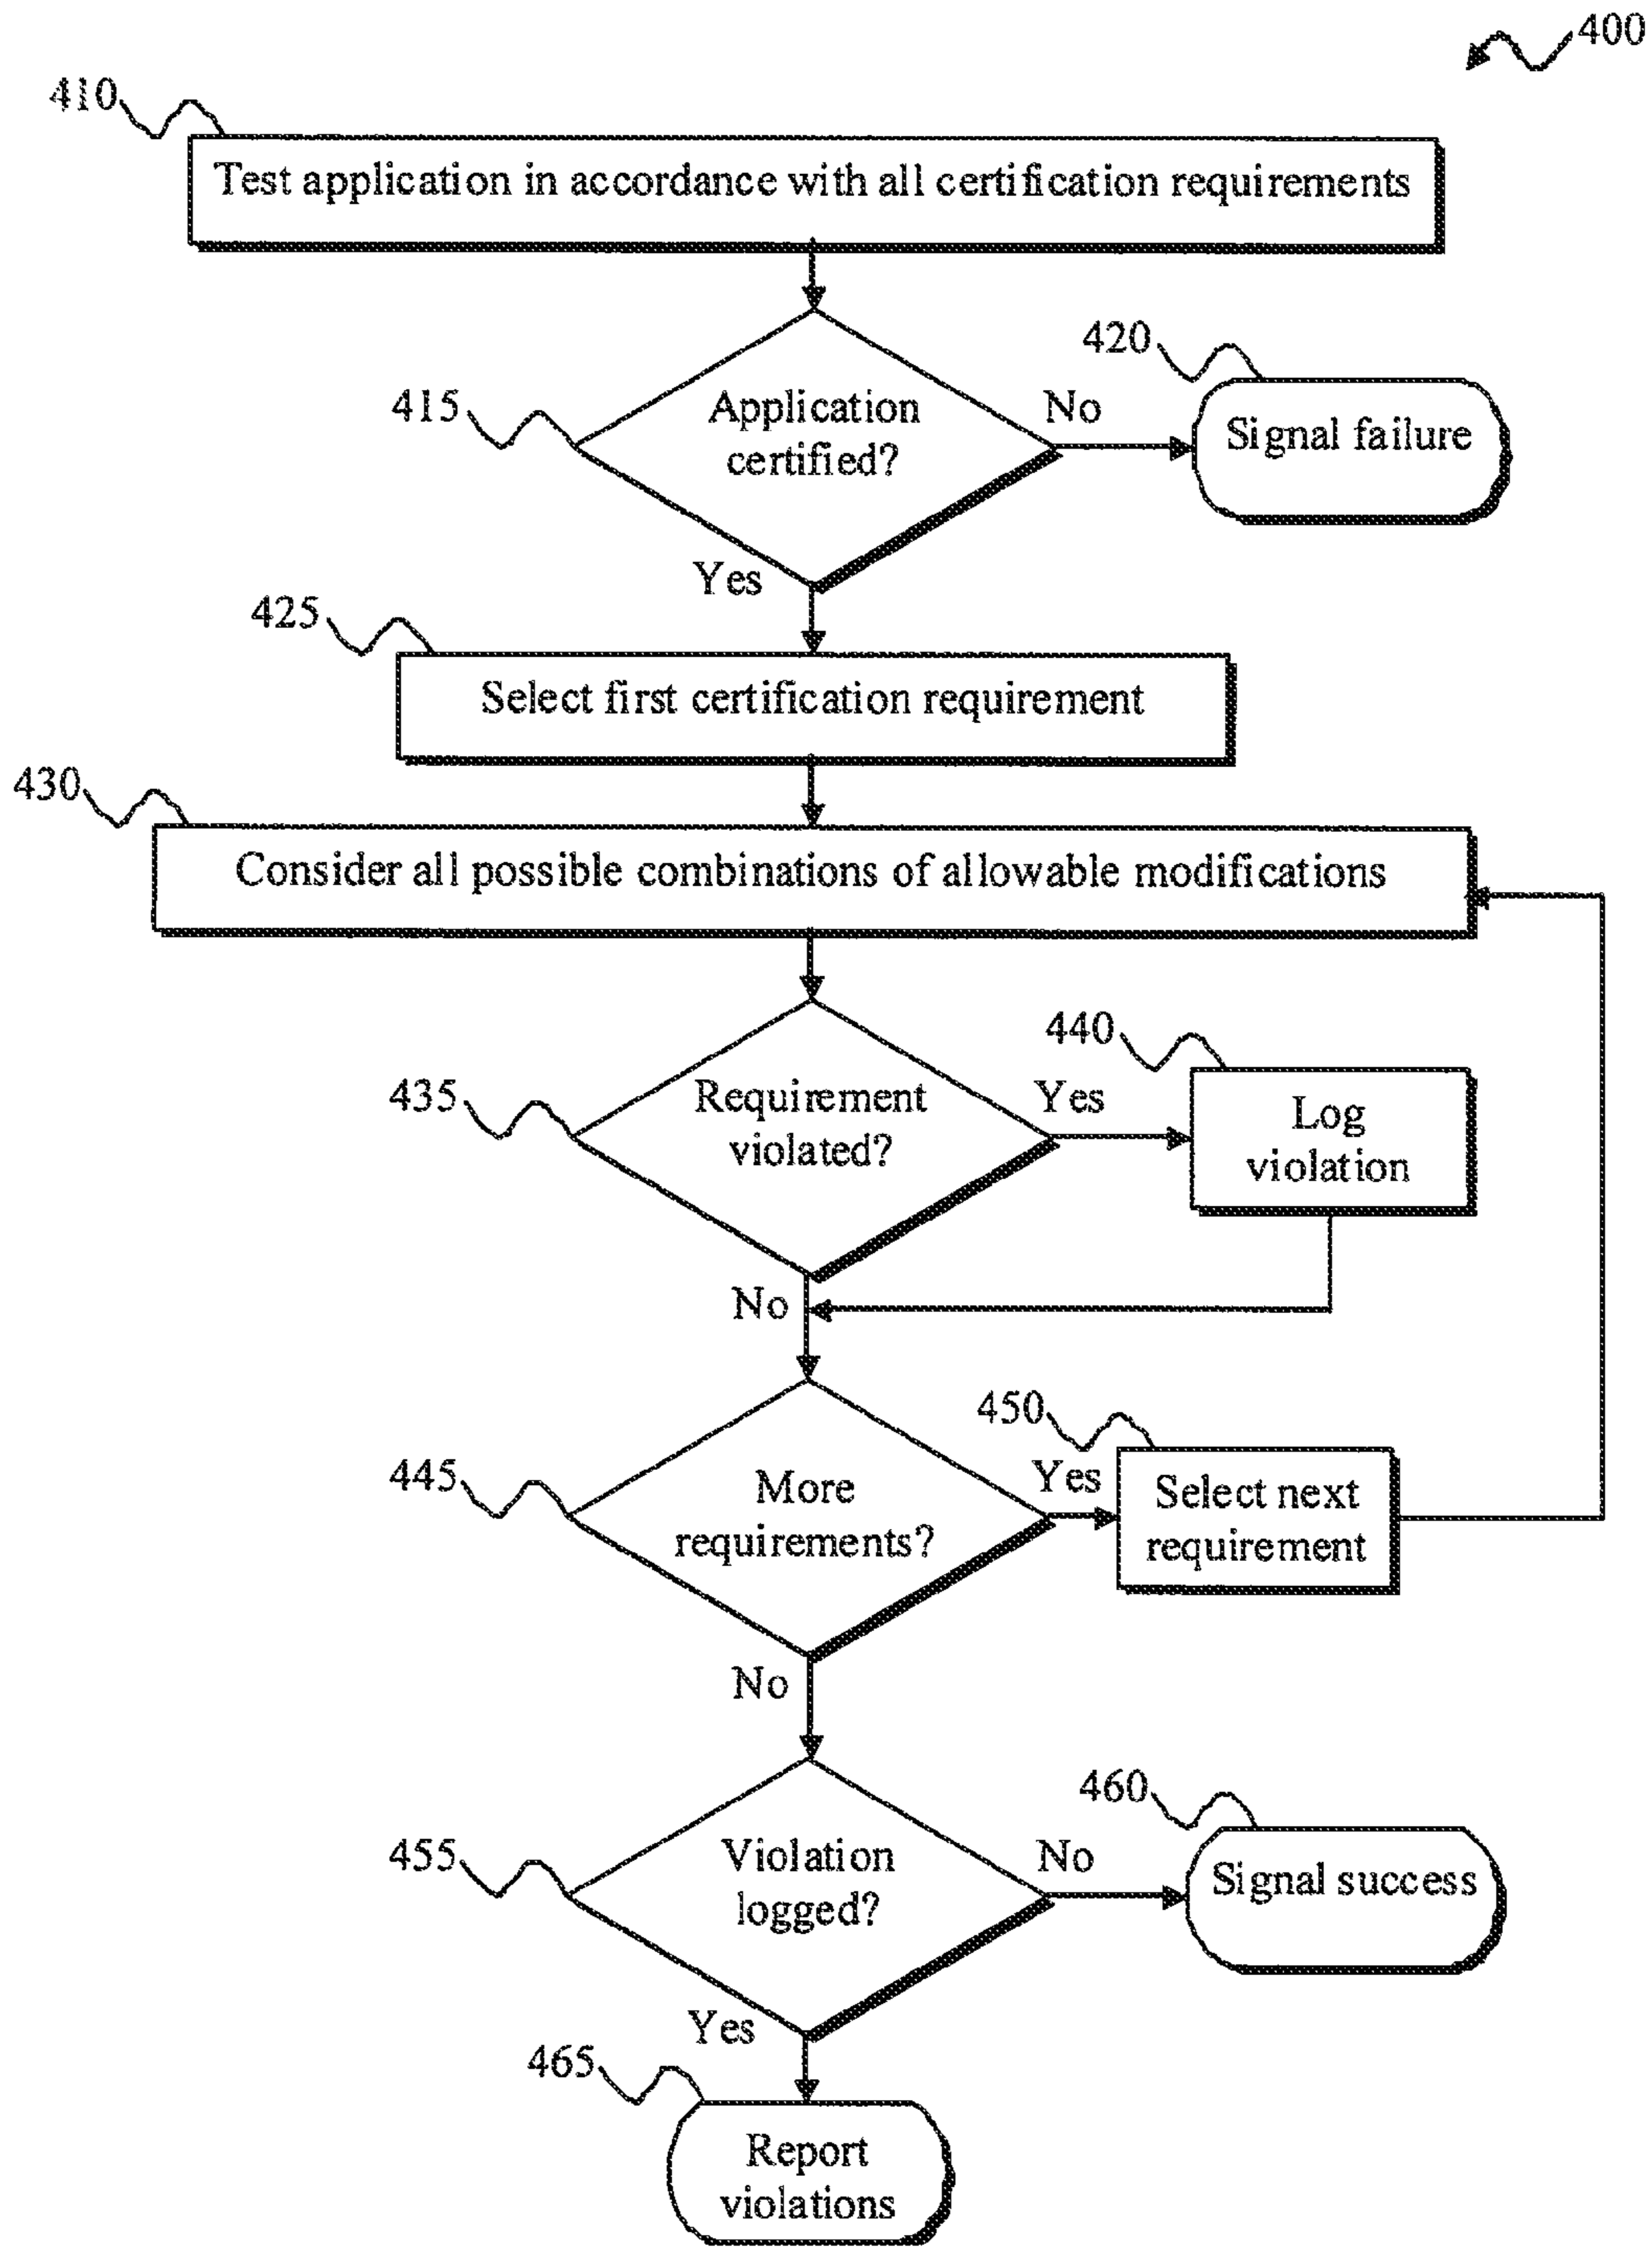 400
410
Test application in accordance with all certification requirements
420
415
Application
certified?
No
Signal failure
Yes
425
Select first certification requirement
430
Consider all possible combinations of allowable modifications
440
435
Requirement
violated?
Yes
Log
violation
No
450
445
More
requirements?
Yes
Select next
requirement
No
460
455
Violation
logged?
No
Signal success
Yes
465
Report
violations